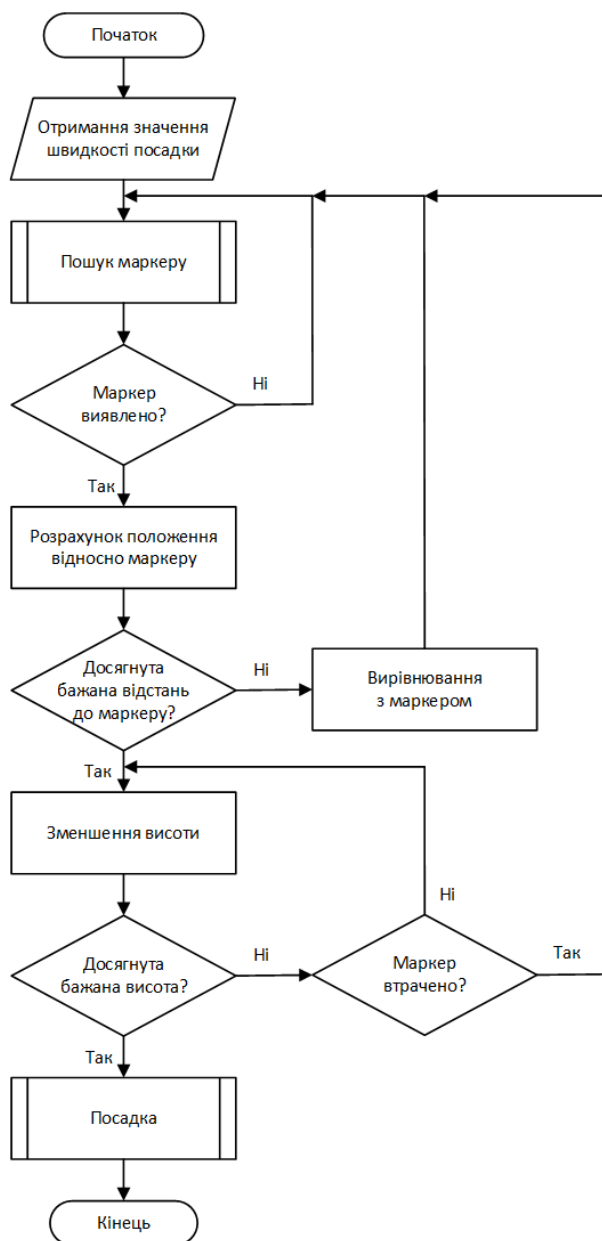 Початок
Отримання значення
швидкості посадки
Пошук маркеру
Маркер
виявлено?
Ні
Так
Розрахунок положення
відносно маркеру
Досягнута
бажана відстань
до маркеру?
Ні
Вирівнювання
з маркером
Так
Зменшення висоти
Ні
Досягнута
бажана висота?
Ні
Маркер
втрачено?
Так
Так
Посадка
Кінець